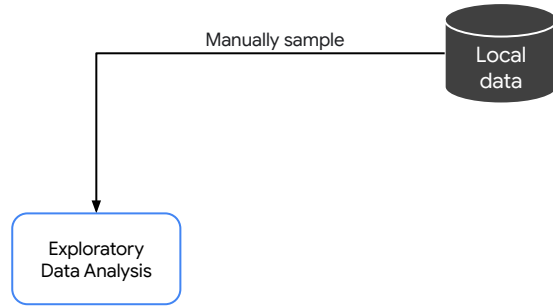 Manually sample
Local
data
Exploratory
Data Analysis